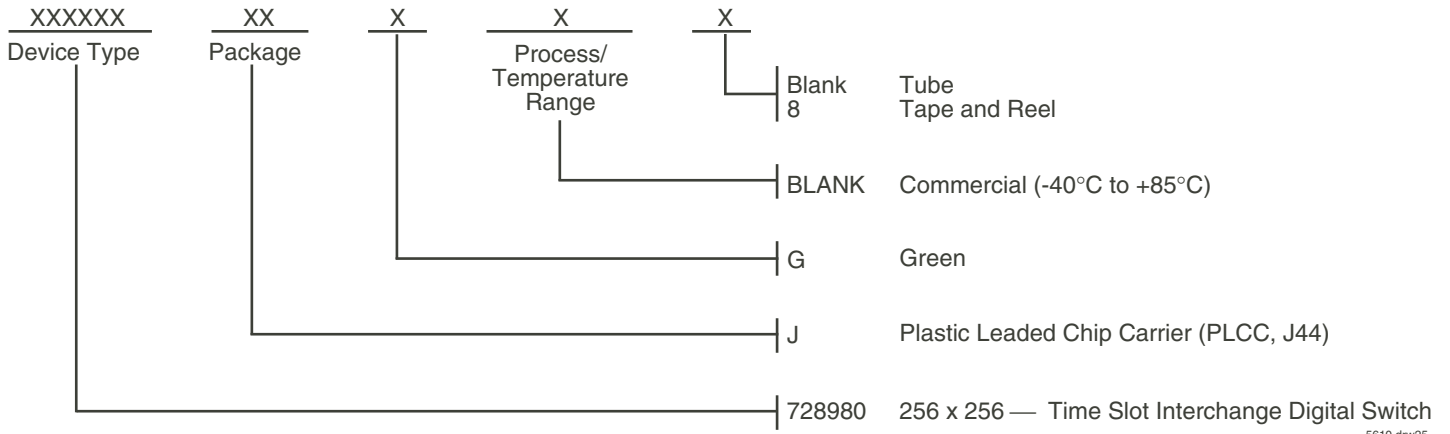 XXXXXX XX X X X
Device Type Package Process/
Temperature
Range
Blank Tube
8 Tape and Reel
BLANK Commercial (-40°C to +85°C)
G Green
J Plastic Leaded Chip Carrier (PLCC, J44)
728980 256 x 256 — Time Slot Interchange Digital Switch